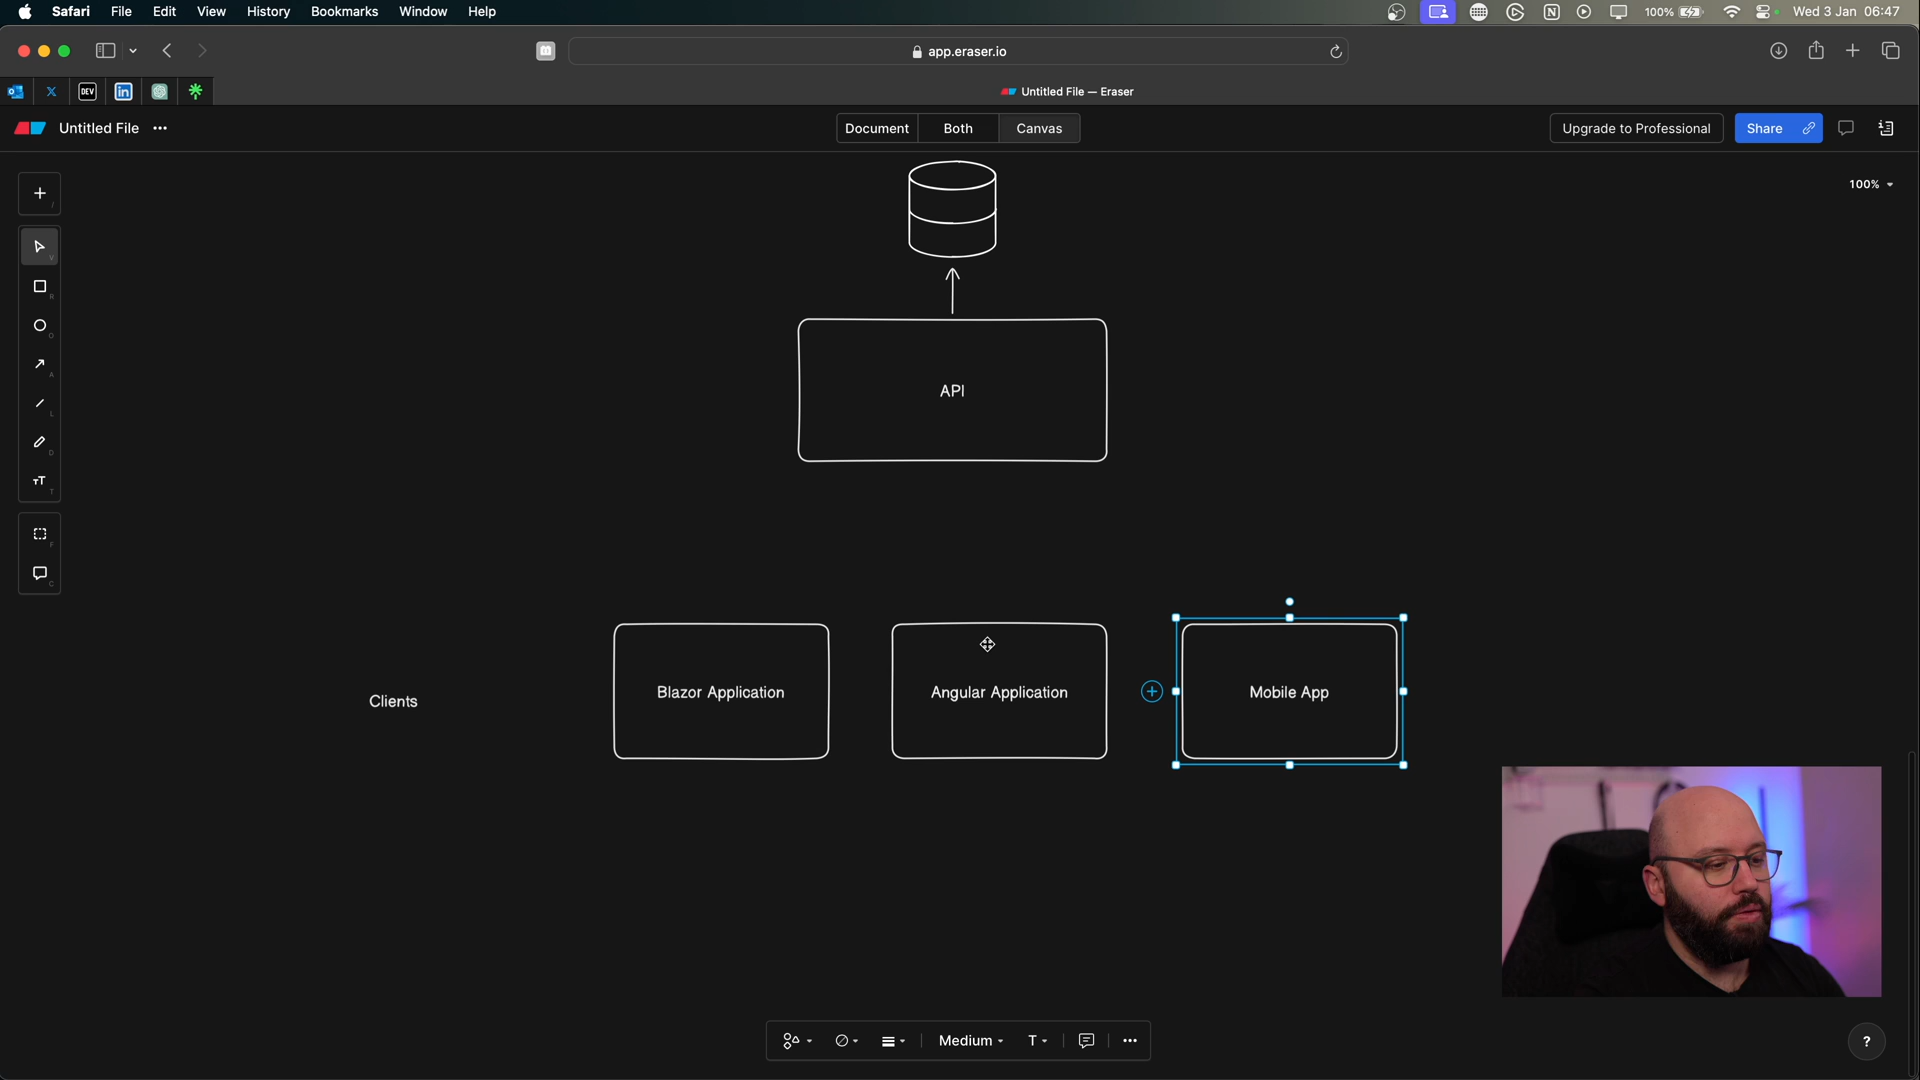 Safari File Edit View History Bookmarks Window Help
100% Wed 3 Jan 06:47
app.eraser.io
DEV
in
Untitled File — Eraser
Untitled File
Document Both Canvas
Upgrade to Professional
Share
100%
/
V
R
O
A
L
D
T
F
C
API
Clients
Blazor Application
Angular Application
Mobile App
Medium
T
?